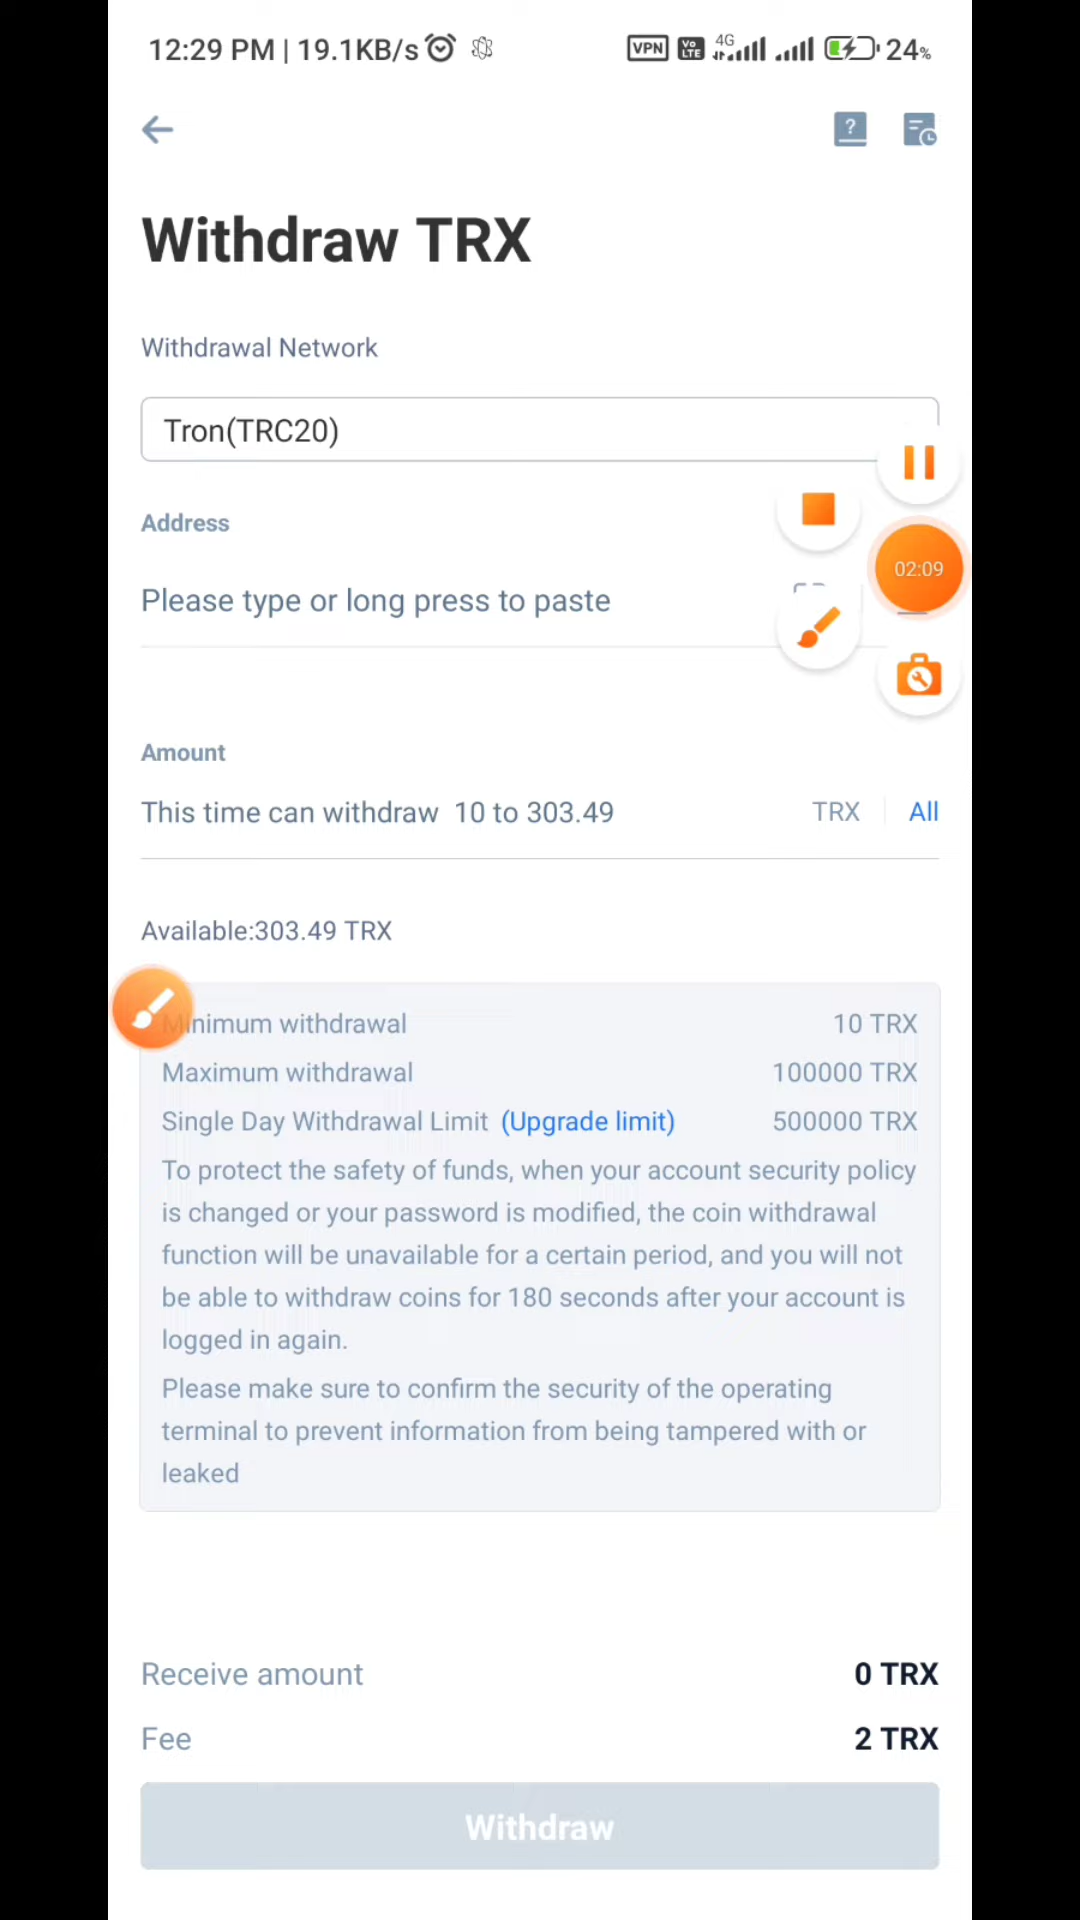 12:29 PM | 19.1KB/s VPN Vo LTE 4G 24%
?
Withdraw TRX
Withdrawal Network
Tron(TRC20)
Address
02:09
Please type or long press to paste
Amount
This time can withdraw 10 to 303.49 TRX All
Available:303.49 TRX
Minimum withdrawal 10 TRX
Maximum withdrawal 100000 TRX
Single Day Withdrawal Limit (Upgrade limit) 500000 TRX
To protect the safety of funds, when your account security policy
is changed or your password is modified, the coin withdrawal
function will be unavailable for a certain period, and you will not
be able to withdraw coins for 180 seconds after your account is
logged in again.
Please make sure to confirm the security of the operating
terminal to prevent information from being tampered with or
leaked
Receive amount 0 TRX
Fee 2 TRX
Withdraw